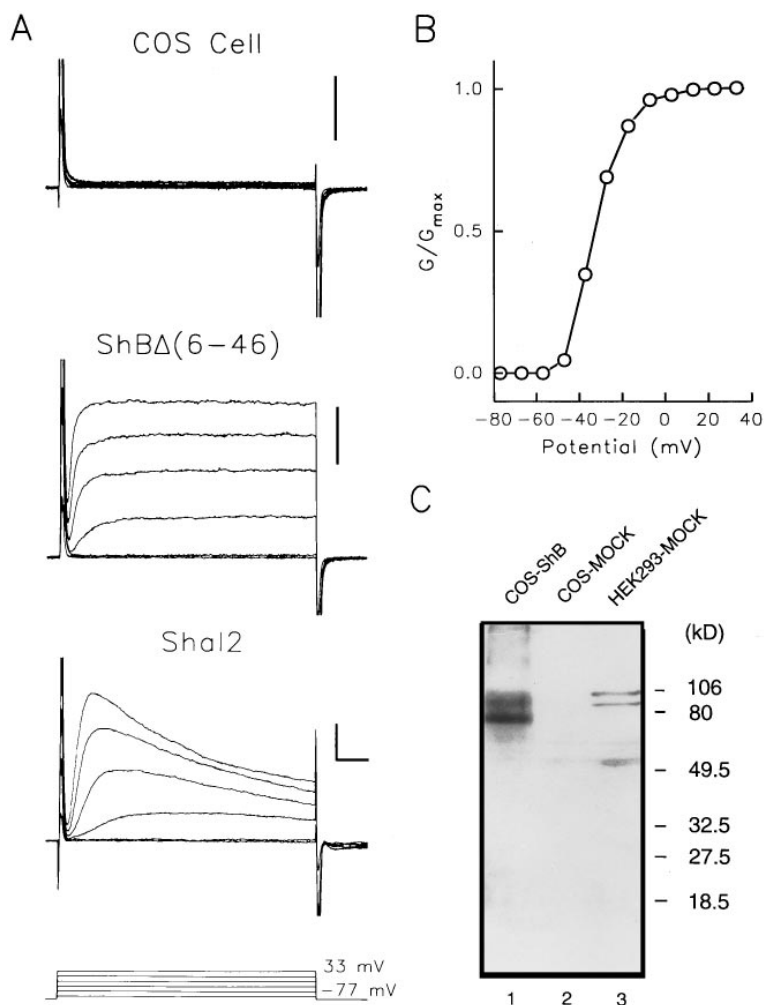 A
COS Cell
ShBΔ(6-46)
Shal2
33 mV
-77 mV
B
1.0
0.5
0.0
G/Gmax
-80 -60 -40 -20 0 20 40
Potential (mV)
C
COS-ShB
COS-MOCK
HEK293-MOCK
(kD)
106
80
49.5
32.5
27.5
18.5
1 2 3